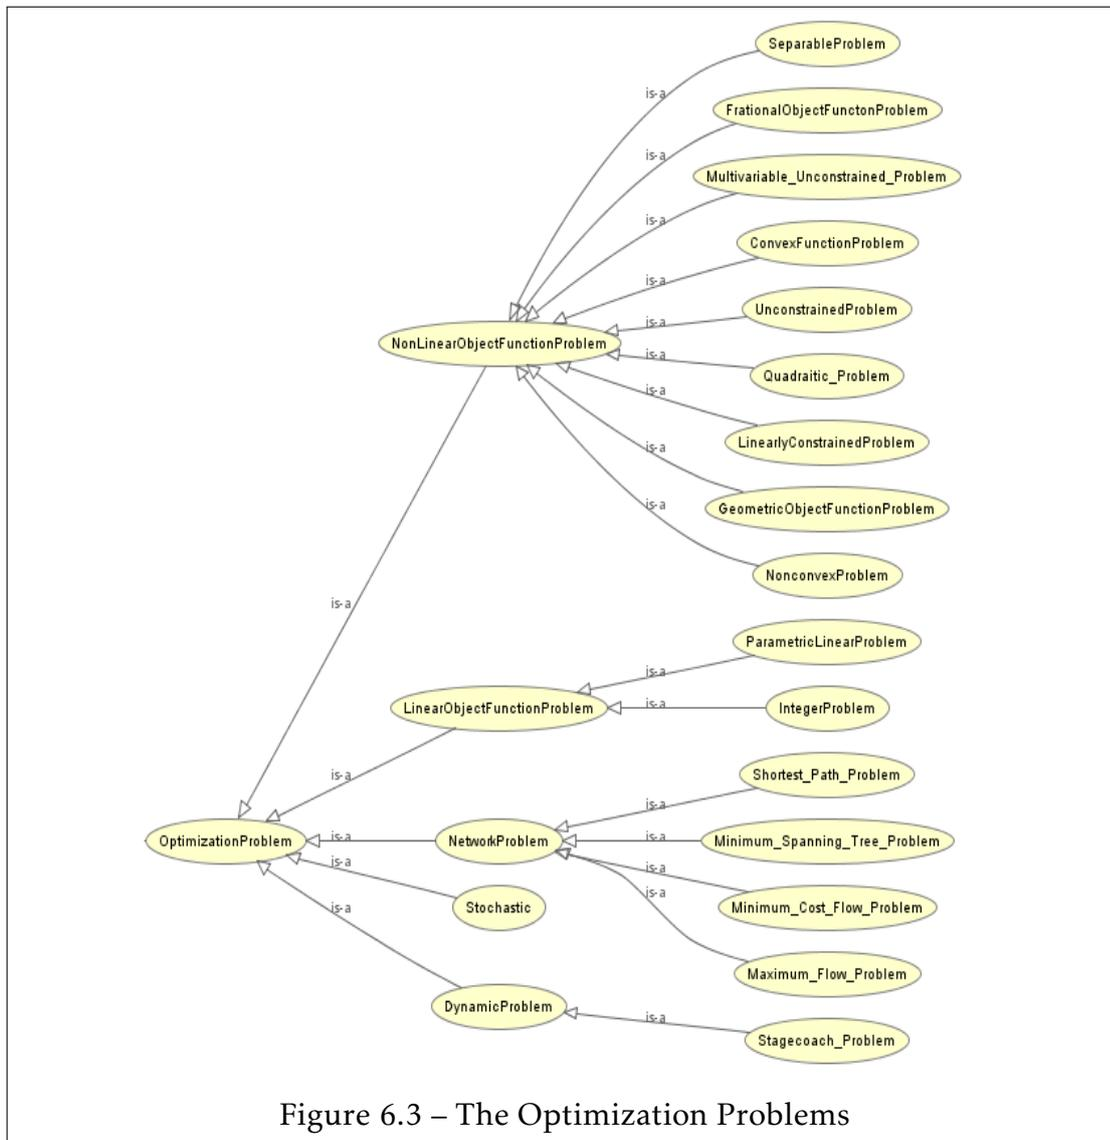 SeparableProblem
is-a
FrationalObjectFunctonProblem
is-a
Multivariable_Unconstrained_Problem
is-a
ConvexFunctionProblem
is-a
UnconstrainedProblem
is-a
NonLinearObjectFunctionProblem
is-a
Quadraitic_Problem
is-a
LinearlyConstrainedProblem
is-a
GeometricObjectFunctionProblem
is-a
NonconvexProblem
is-a
ParametricLinearProblem
is-a
LinearObjectFunctionProblem
is-a
IntegerProblem
is-a
Shortest_Path_Problem
is-a
OptimizationProblem
is-a
NetworkProblem
is-a
Minimum_Spanning_Tree_Problem
is-a
is-a
is-a
Stochastic
is-a
Minimum_Cost_Flow_Problem
Maximum_Flow_Problem
DynamicProblem
is-a
Stagecoach_Problem
Figure 6.3 – The Optimization Problems